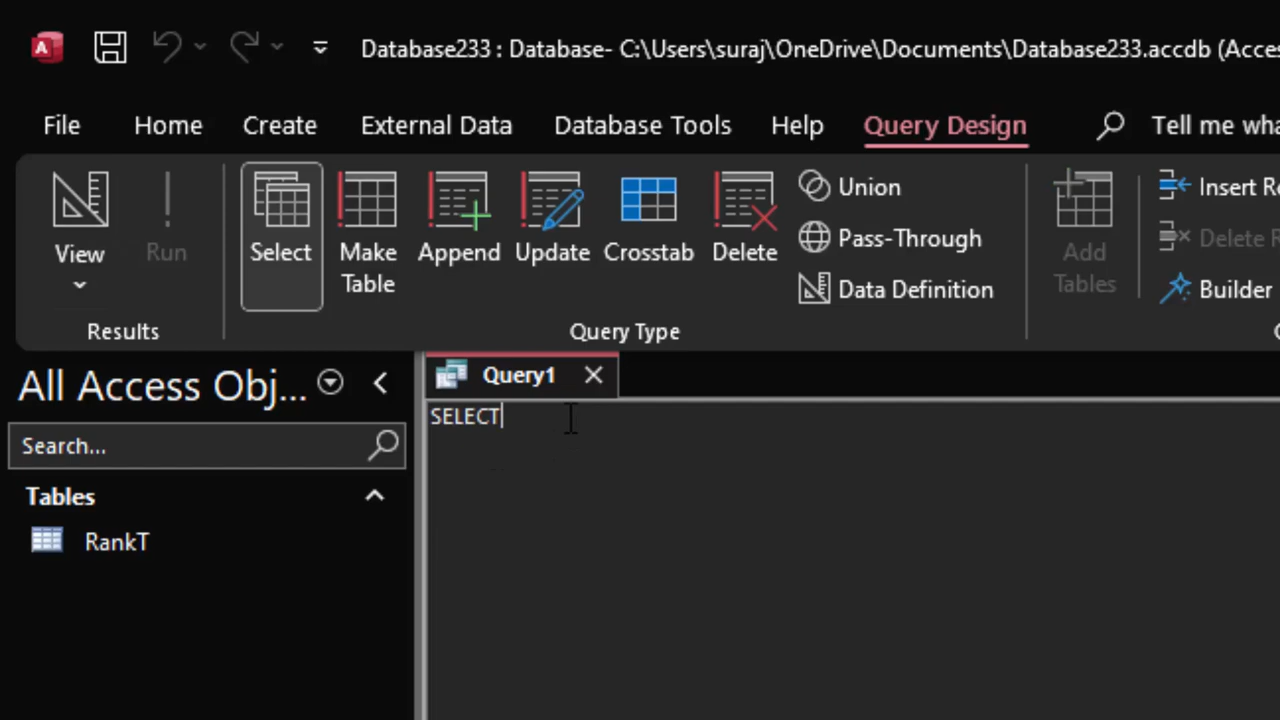 A
Database233 : Database- C:\Users\suraj\OneDrive\Documents\Database233.accdb (Acces
File Home Create External Data Database Tools Help Query Design Tell me wha
View
Run
Select
Make
Table
Append
Update
Crosstab
Delete
Union
Pass-Through
Data Definition
Add
Tables
Insert Ro
Delete R
Builder
Results
Query Type
All Access Obj...
Query1
Search...
SELECT
Tables
RankT